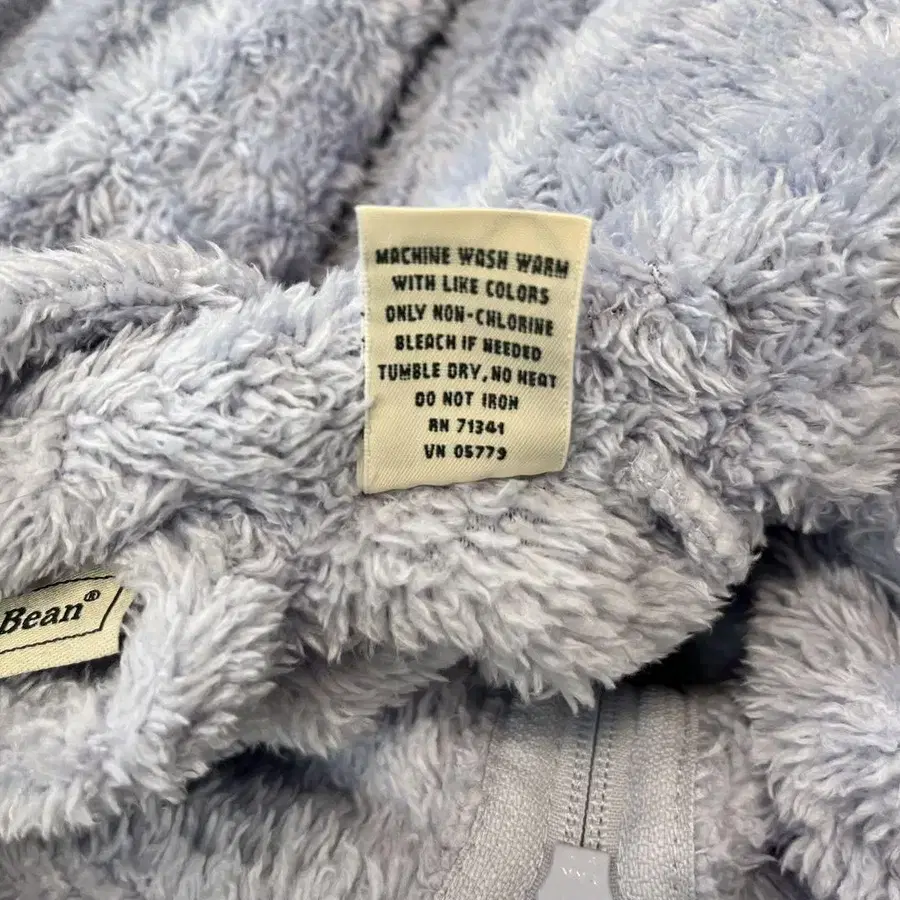 MACHINE WASH WARM
WITH LIKE COLORS
ONLY NON-CHLORINE
BLEACH IF NEEDED
TUMBLE DRY, NO HEAT
DO NOT IRON
RN 71341
VN 05779
Bean®